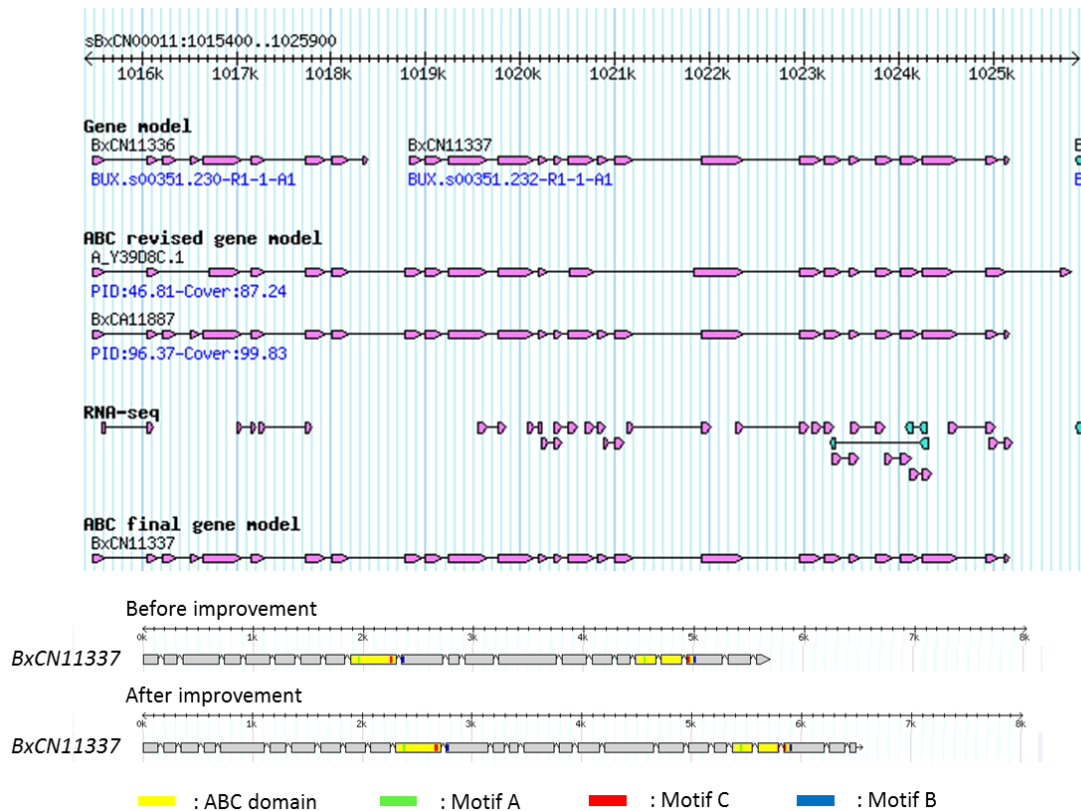 sBxCN00011:1015400..1025900
1016k 1017k 1018k 1019k 1020k 1021k 1022k 1023k 1024k 1025k
Gene model
BxCN11336 BxCN11337 B
BUX.s00351.230-R1-1-A1 BUX.s00351.232-R1-1-A1 B
ABC revised gene model
A_Y39D8C.1
PID:46.81-Cover:87.24
BxCA11887
PID:96.37-Cover:99.83
RNA-seq
ABC final gene model
BxCN11337
Before improvement
0k 1k 2k 3k 4k 5k 6k 7k 8k
BxCN11337
After improvement
0k 1k 2k 3k 4k 5k 6k 7k 8k
BxCN11337
: ABC domain : Motif A : Motif C : Motif B